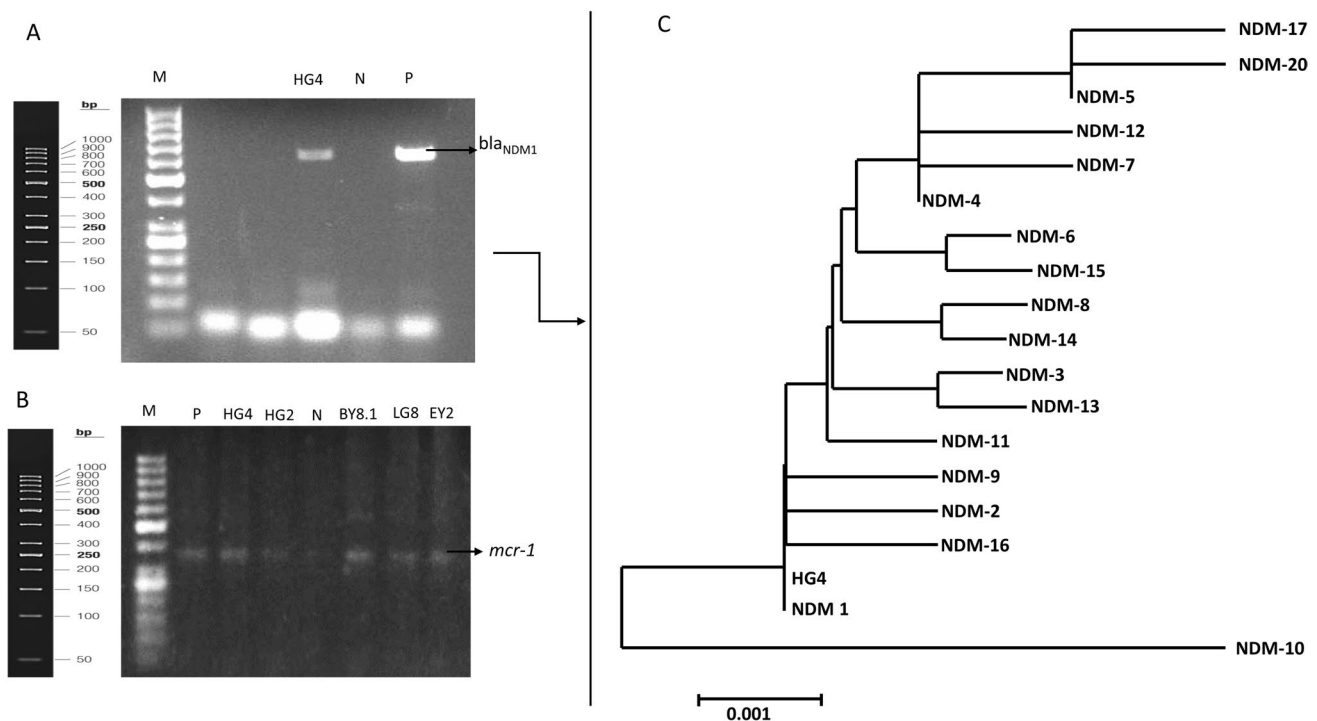 A
M HG4 N P
bp
1000
900
800
700
600
500
400
300
250
200
150
100
50
blaNDM1
B
M P HG4 HG2 N BY8.1 LG8 EY2
bp
1000
900
800
700
600
500
400
300
250
200
150
100
50
mcr-1
C
NDM-17
NDM-20
NDM-5
NDM-12
NDM-7
NDM-4
NDM-6
NDM-15
NDM-8
NDM-14
NDM-3
NDM-13
NDM-11
NDM-9
NDM-2
NDM-16
HG4
NDM 1
NDM-10
0.001